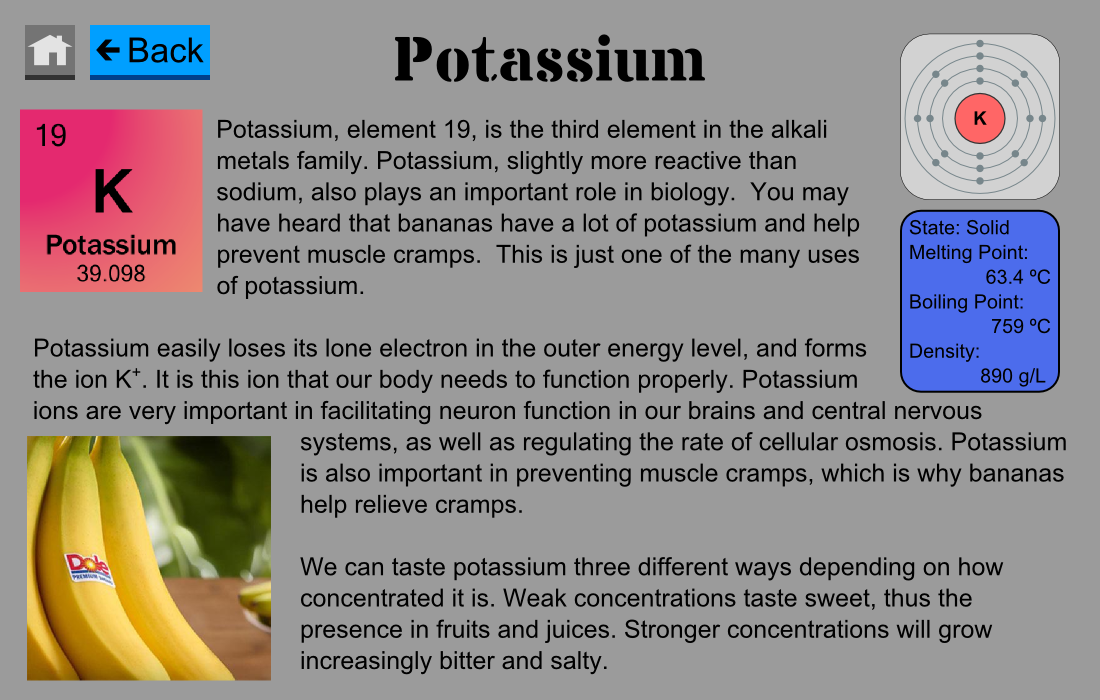 ← Back
Potassium
19
K
Potassium
39.098
Potassium, element 19, is the third element in the alkali
metals family. Potassium, slightly more reactive than
sodium, also plays an important role in biology.  You may
have heard that bananas have a lot of potassium and help
prevent muscle cramps.  This is just one of the many uses
of potassium.
K
State: Solid
Melting Point:
63.4 ºC
Boiling Point:
759 ºC
Density:
890 g/L
Potassium easily loses its lone electron in the outer energy level, and forms
the ion K⁺. It is this ion that our body needs to function properly. Potassium
ions are very important in facilitating neuron function in our brains and central nervous
systems, as well as regulating the rate of cellular osmosis. Potassium
is also important in preventing muscle cramps, which is why bananas
help relieve cramps.
Dole
PREMIUM
We can taste potassium three different ways depending on how
concentrated it is. Weak concentrations taste sweet, thus the
presence in fruits and juices. Stronger concentrations will grow
increasingly bitter and salty.